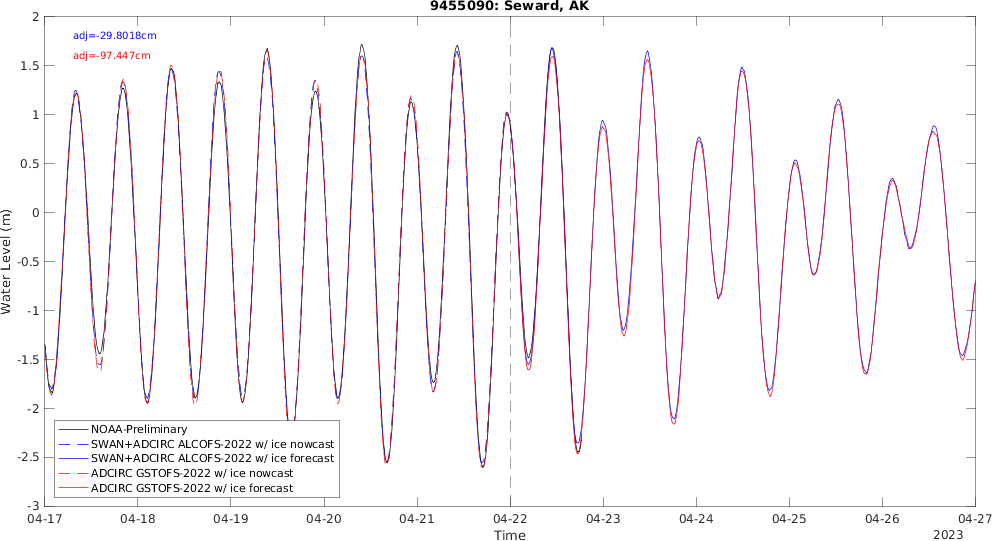 9455090: Seward, AK
adj=-29.8018cm
adj=-97.447cm
Water Level (m)
2
1.5
1
0.5
0
-0.5
-1
-1.5
-2
-2.5
-3
NOAA-Preliminary
SWAN+ADCIRC ALCOFS-2022 w/ ice nowcast
SWAN+ADCIRC ALCOFS-2022 w/ ice forecast
ADCIRC GSTOFS-2022 w/ ice nowcast
ADCIRC GSTOFS-2022 w/ ice forecast
04-17 04-18 04-19 04-20 04-21 04-22 04-23 04-24 04-25 04-26 04-27
Time
2023